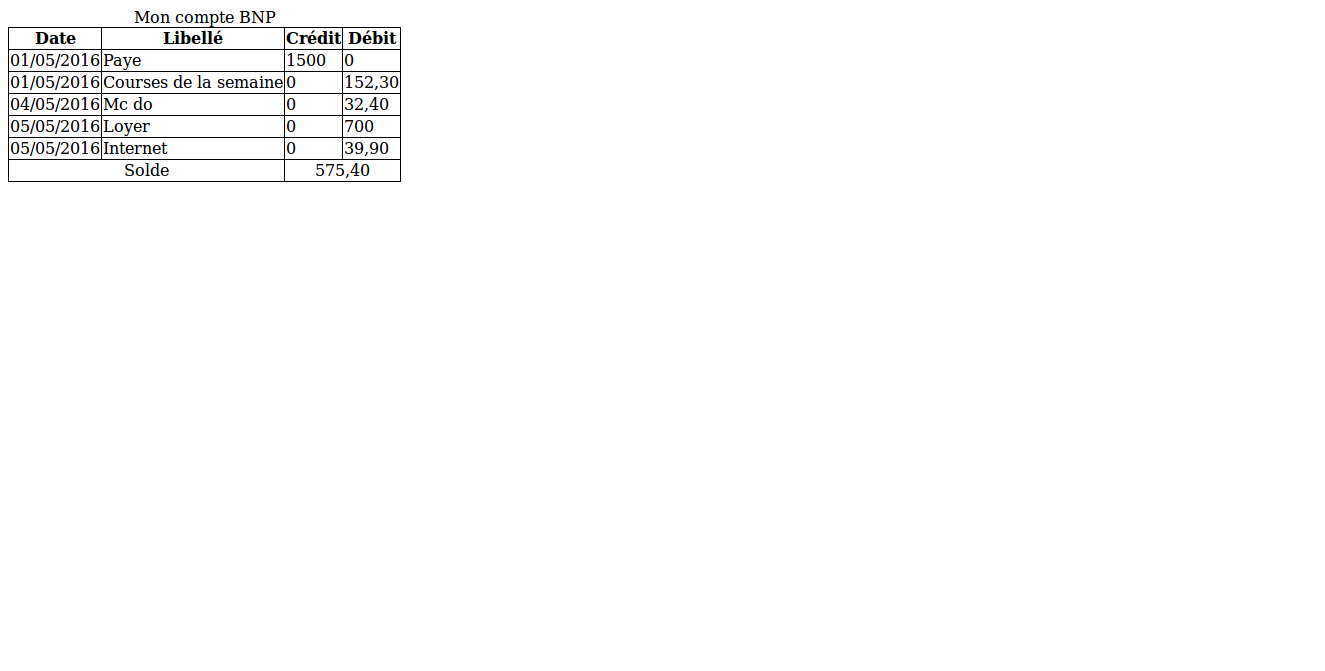 Mon compte BNP
Date Libellé Crédit Débit
01/05/2016 Paye 1500 0
01/05/2016 Courses de la semaine 0 152,30
04/05/2016 Mc do 0 32,40
05/05/2016 Loyer 0 700
05/05/2016 Internet 0 39,90
Solde 575,40